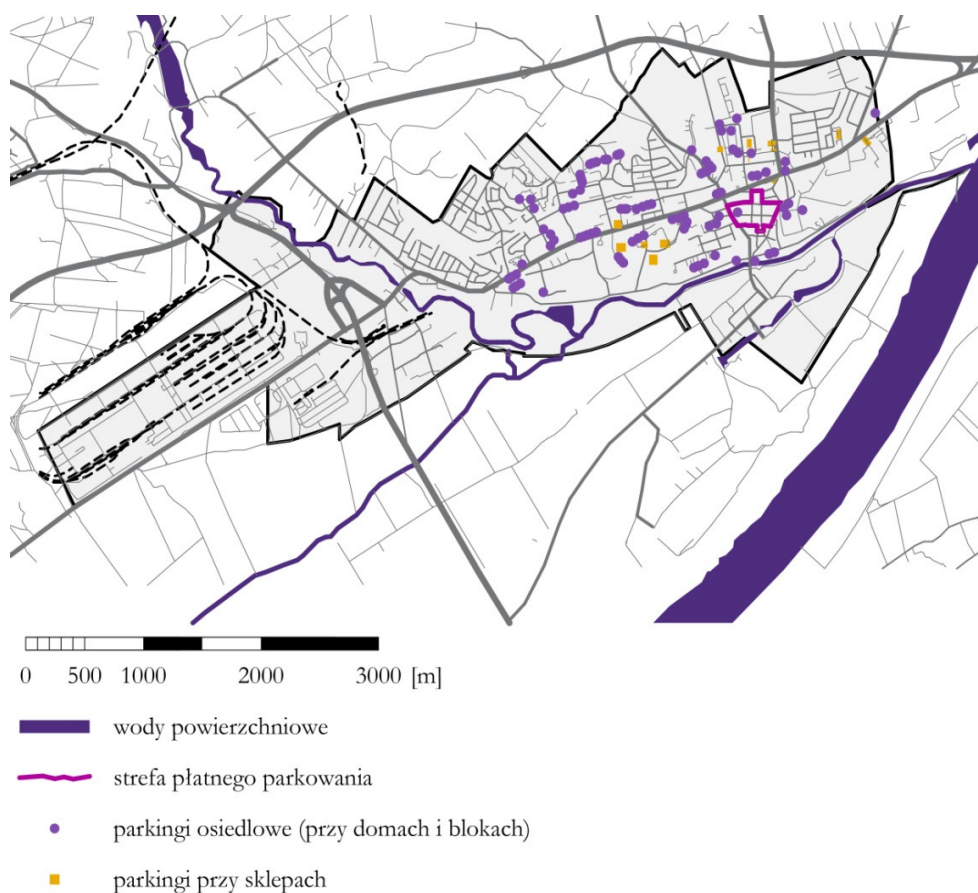 0 500 1000 2000 3000 [m]
wody powierzchniowe
strefa płatnego parkowania
parkingi osiedlowe (przy domach i blokach)
parkingi przy sklepach